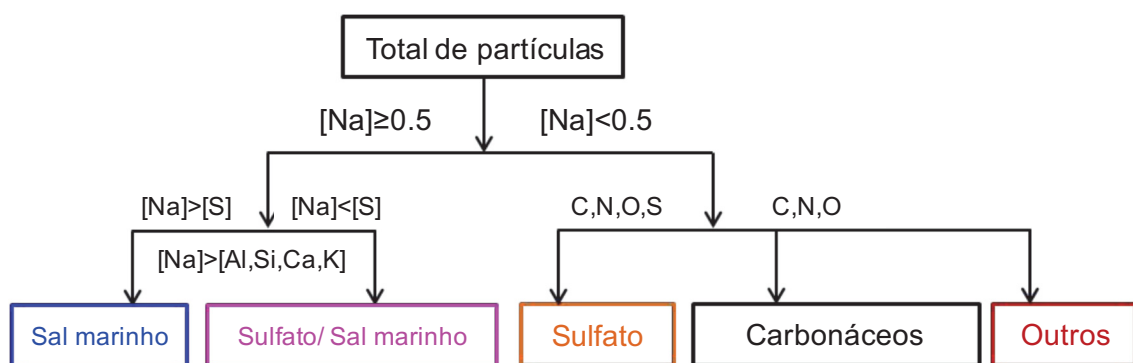 Total de partículas
[Na]≥0.5
[Na]<0.5
[Na]>[S]
[Na]<[S]
C,N,O,S
C,N,O
[Na]>[Al,Si,Ca,K]
Sal marinho
Sulfato/ Sal marinho
Sulfato
Carbonáceos
Outros